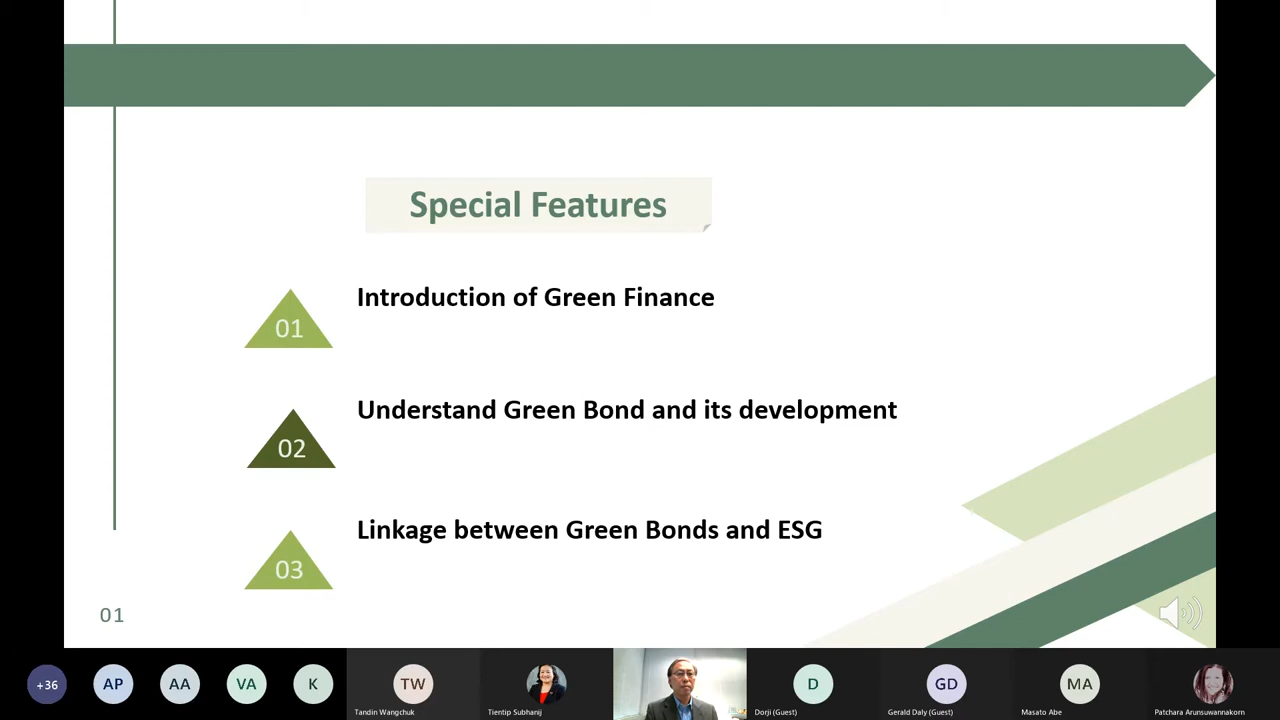 Special Features
01
Introduction of Green Finance
02
Understand Green Bond and its development
03
Linkage between Green Bonds and ESG
01
+36
AP
AA
VA
K
TW
D
GD
MA
Tandin Wangchuk
Tientip Subhanij
Dorji (Guest)
Gerald Daly (Guest)
Masato Abe
Patchara Arunsuwannakorn